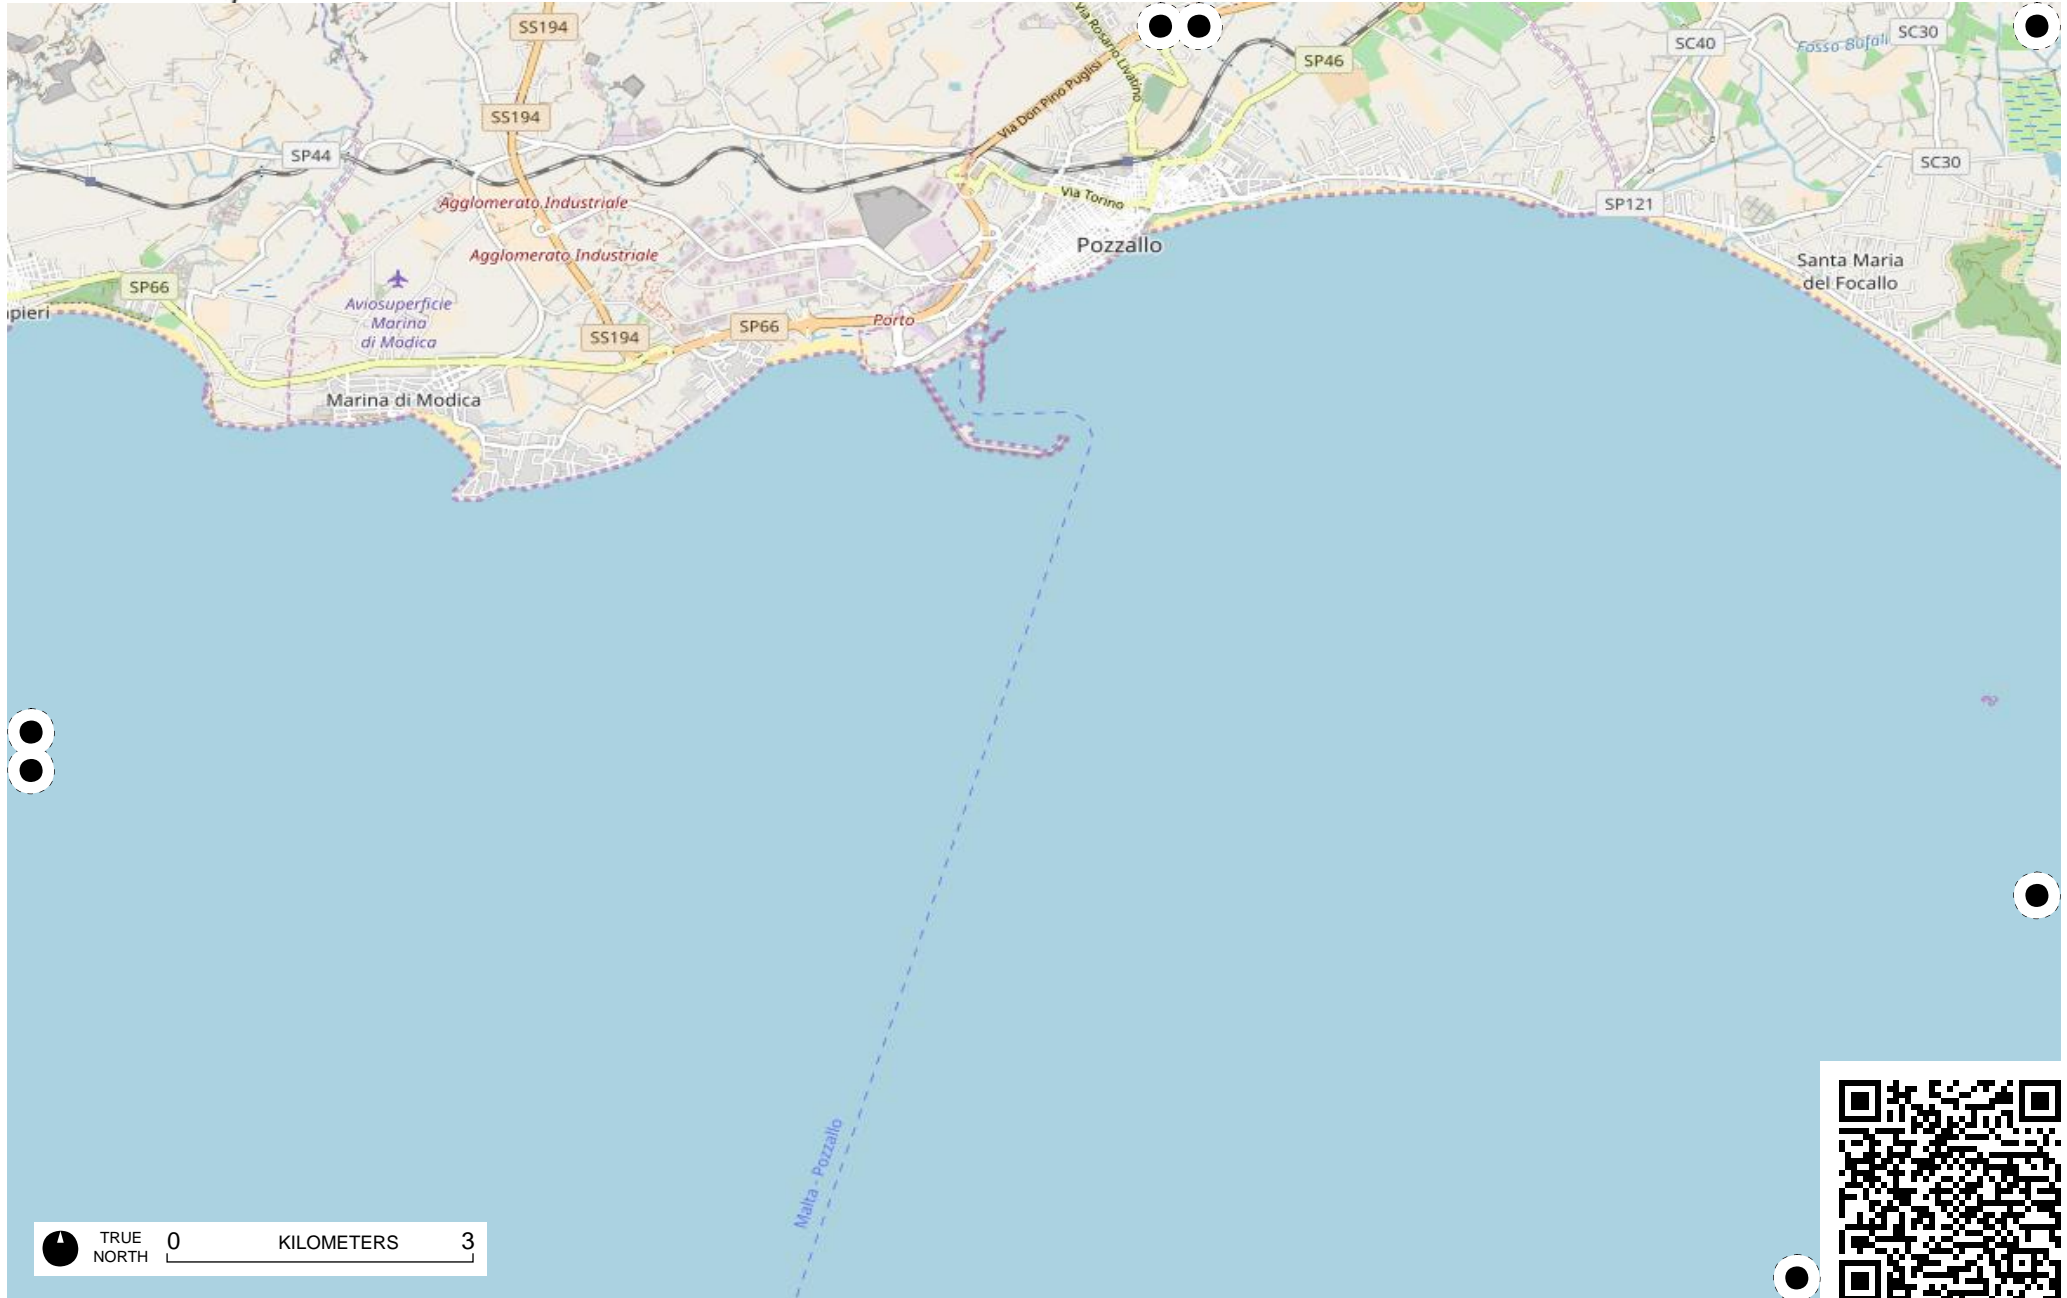 SS194
Via Rosario Livatino
SP46
SC40
Fosso Bufali
SC30
SS194
Via Don Pino Puglisi
SP44
SC30
Via Torino
Agglomerato Industriale
SP121
Pozzallo
Agglomerato Industriale
Santa Maria
del Focallo
SP66
Aviosuperficie
Marina
di Modica
pieri
Porto
SP66
SS194
Marina di Modica
Malta - Pozzallo
TRUE
NORTH
0 KILOMETERS 3